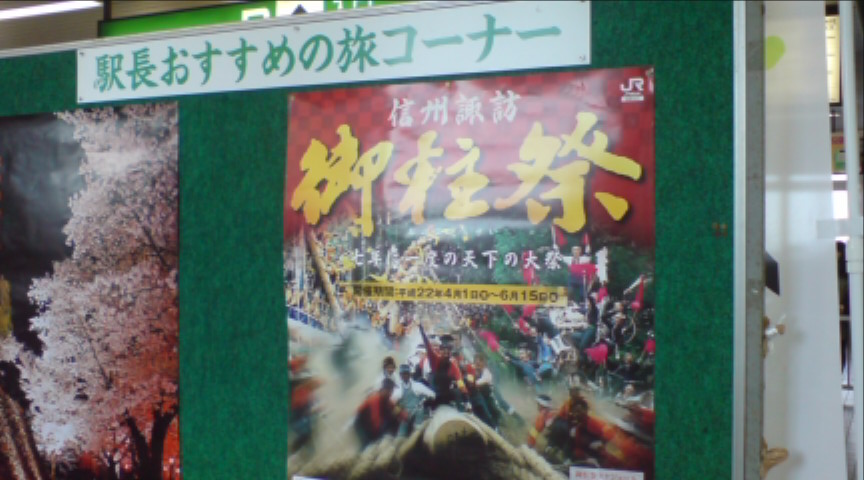 駅長おすすめの旅コーナー
JR
信州諏訪
御柱祭
七年に一度の天下の大祭
開催期間:平成22年4月1日㊍~6月15日㊋